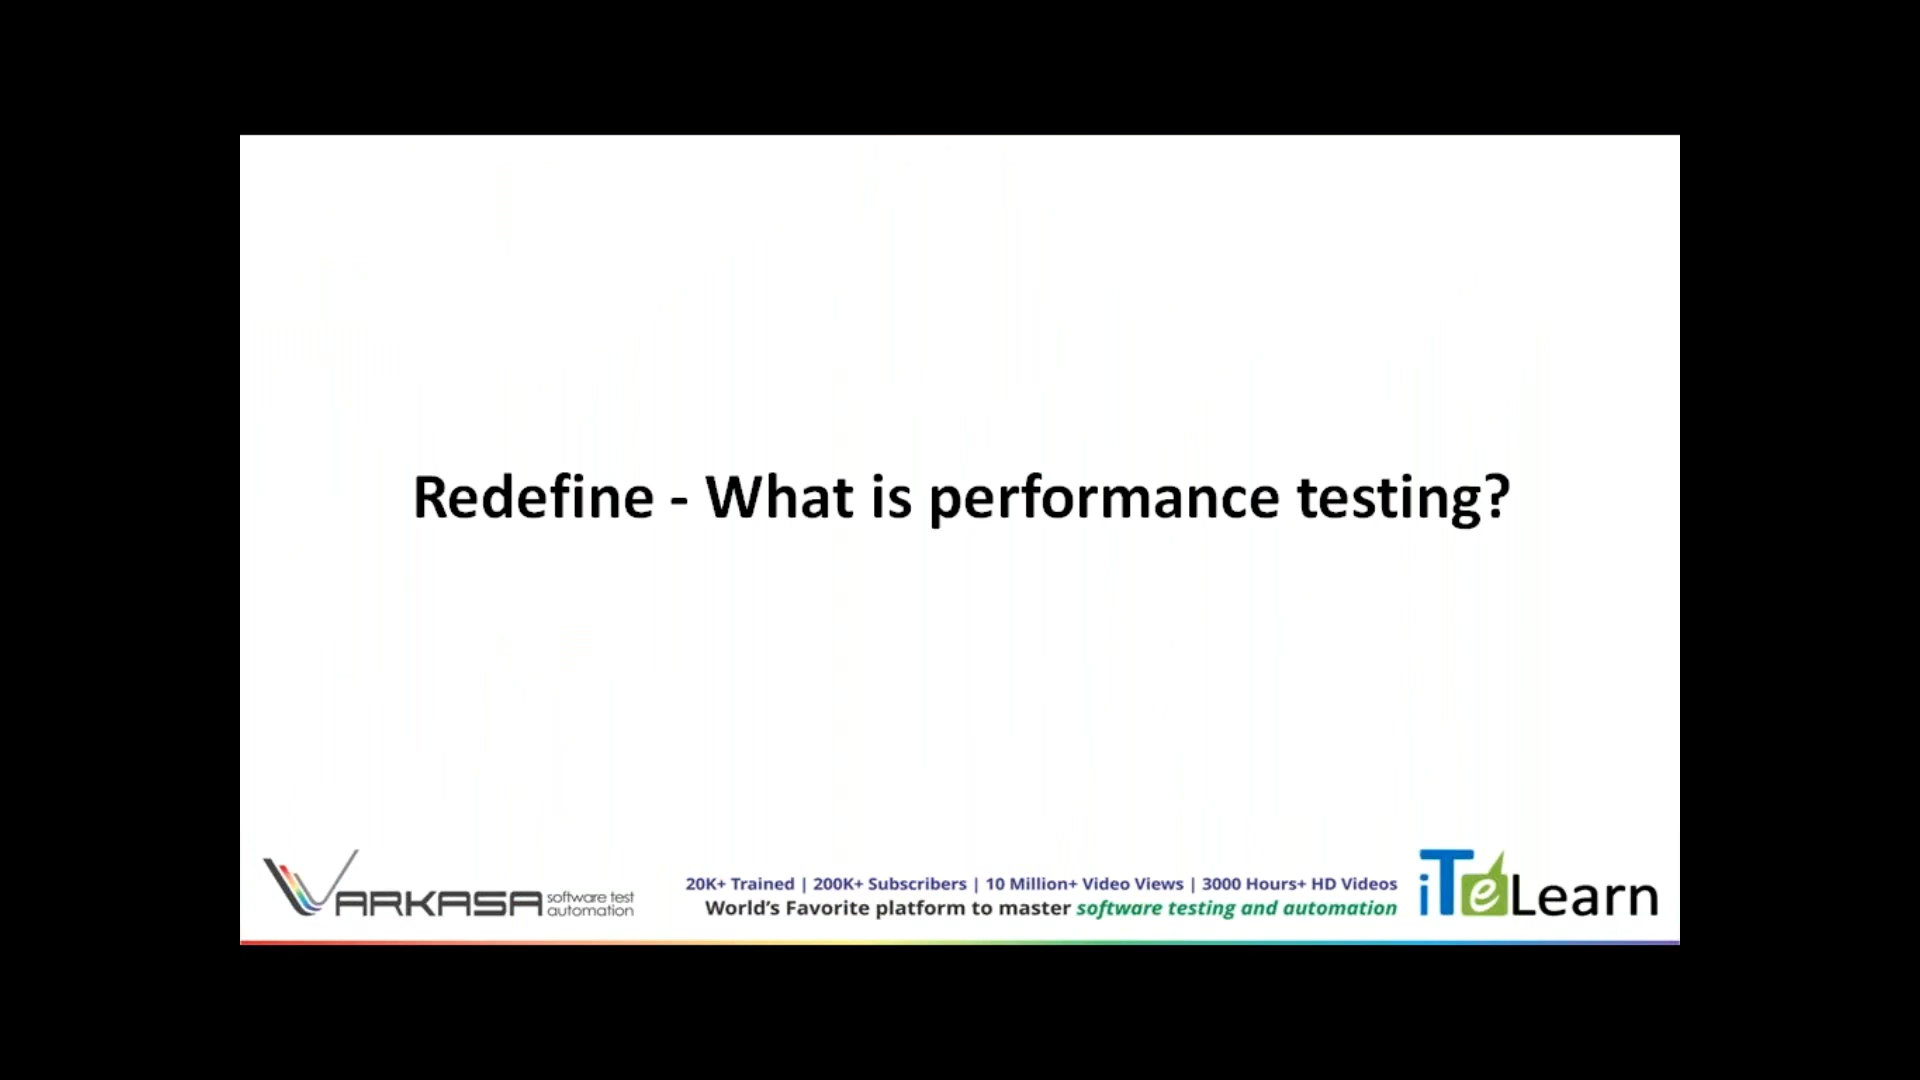 Redefine - What is performance testing?
VARKASA software test automation
20K+ Trained | 200K+ Subscribers | 10 Million+ Video Views | 3000 Hours+ HD Videos
World's Favorite platform to master software testing and automation
iTeLearn